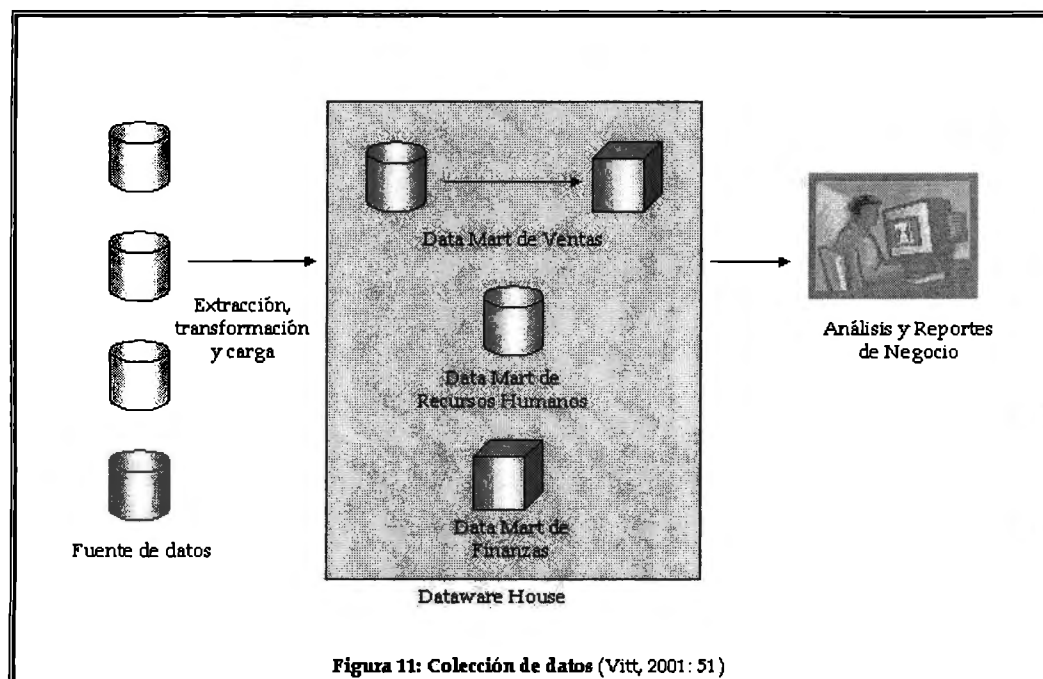 Fuente de datos
Extracción,
transformación
y carga
Data Mart de Ventas
Data Mart de
Recursos Humanos
Data Mart de
Finanzas
Dataware House
Análisis y Reportes
de Negocio
Figura 11: Colección de datos (Vitt, 2001: 51)